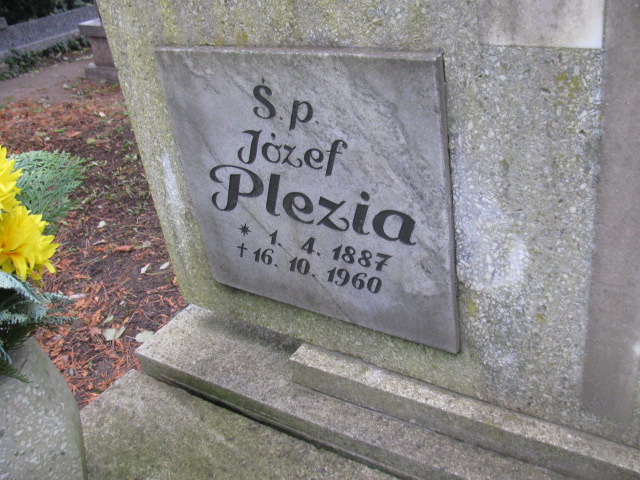 Ś.p.
Józef
Plezia
* 1. 4. 1887
† 16. 10. 1960